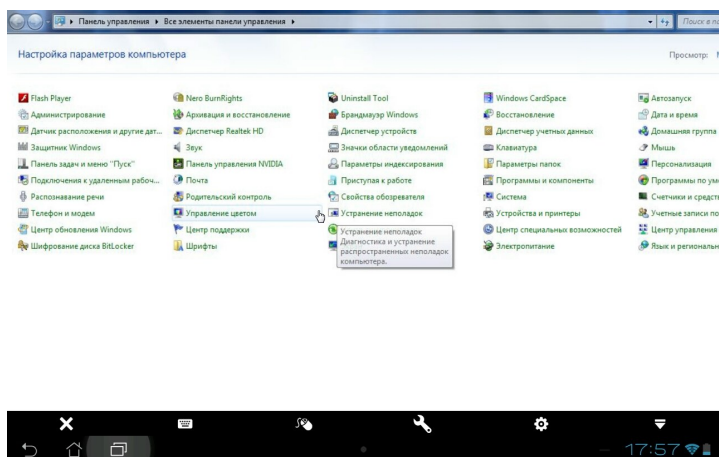 Панель управления ▸ Все элементы панели управления ▸
Поиск в па
Настройка параметров компьютера
Просмотр:
Flash Player
Nero BurnRights
Uninstall Tool
Windows CardSpace
Автозапуск
Администрирование
Архивация и восстановление
Брандмауэр Windows
Восстановление
Дата и время
Датчик расположения и другие дат...
Диспетчер Realtek HD
Диспетчер устройств
Диспетчер учетных данных
Домашняя группа
Защитник Windows
Звук
Значки области уведомлений
Клавиатура
Мышь
Панель задач и меню "Пуск"
Панель управления NVIDIA
Параметры индексирования
Параметры папок
Персонализация
Подключения к удаленным рабоч...
Почта
Приступая к работе
Программы и компоненты
Программы по ум
Распознавание речи
Родительский контроль
Свойства обозревателя
Система
Счетчики и средст
Телефон и модем
Управление цветом
Устранение неполадок
Устройства и принтеры
Учетные записи по
Центр обновления Windows
Центр поддержки
Центр специальных возможностей
Центр управления
Шифрование диска BitLocker
Шрифты
Электропитание
Язык и региональн
Устранение неполадок
Диагностика и устранение
распространенных неполадок
компьютера.
17:57